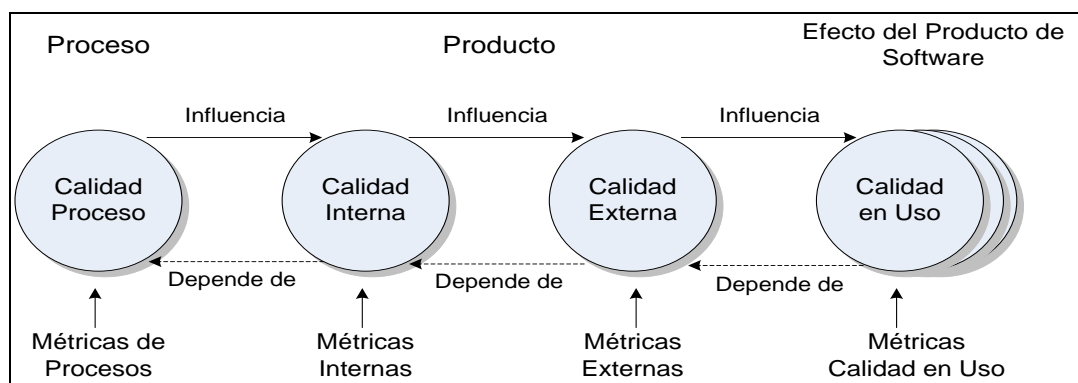 Proceso
Producto
Efecto del Producto de
Software
Influencia
Influencia
Influencia
Calidad
Proceso
Calidad
Interna
Calidad
Externa
Calidad
en Uso
Depende de
Depende de
Depende de
Métricas de
Procesos
Métricas
Internas
Métricas
Externas
Métricas
Calidad en Uso